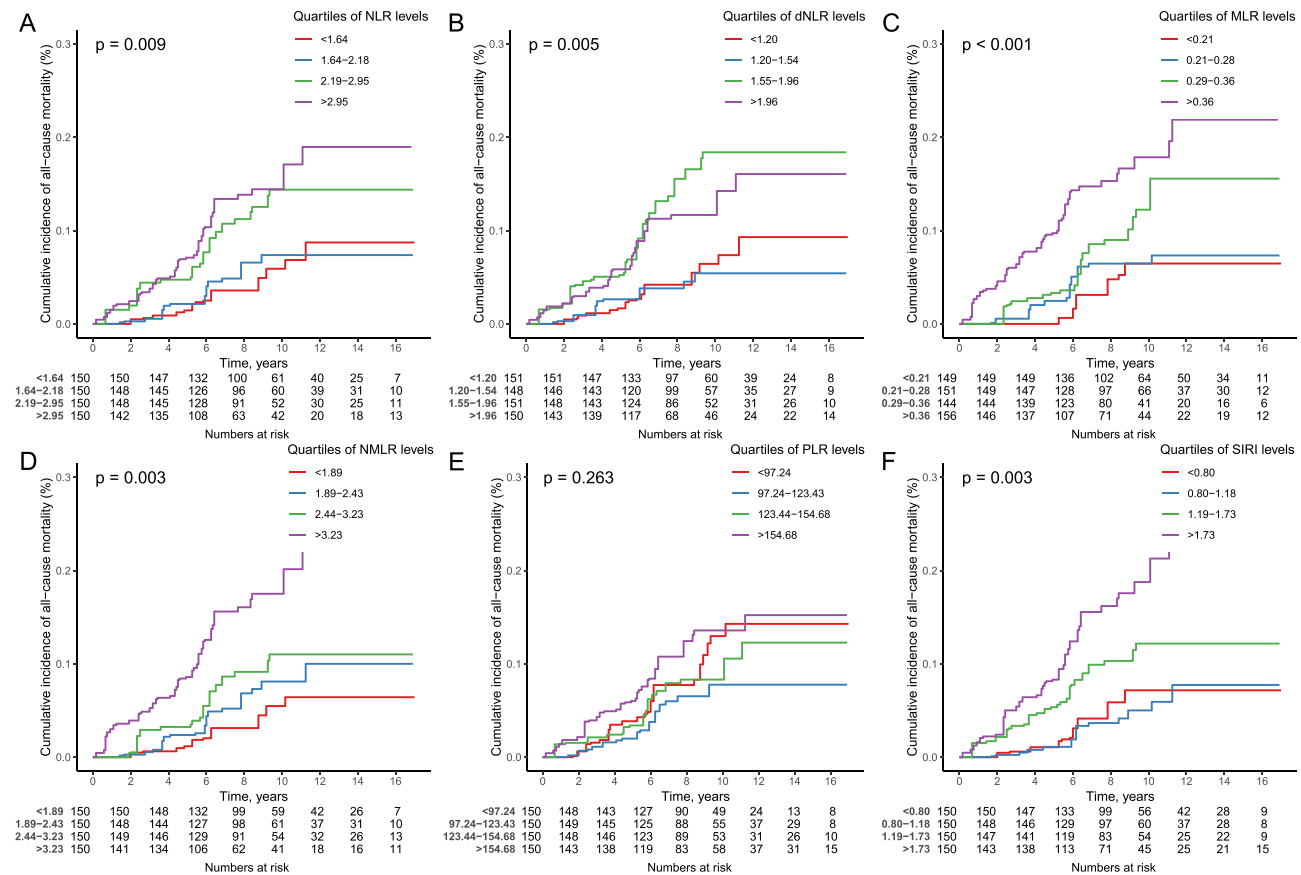 A
Quartiles of NLR levels
p = 0.009
<1.64
1.64−2.18
2.19−2.95
>2.95
Cumulative incidence of all−cause mortality (%)
0.3
0.2
0.1
0.0
0 2 4 6 8 10 12 14 16
Time, years
<1.64 150 150 147 132 100 61 40 25 7
1.64−2.18 150 148 145 126 96 60 39 31 10
2.19−2.95 150 148 145 128 91 52 30 25 11
>2.95 150 142 135 108 63 42 20 18 13
Numbers at risk
B
Quartiles of dNLR levels
p = 0.005
<1.20
1.20−1.54
1.55−1.96
>1.96
Cumulative incidence of all−cause mortality (%)
0.3
0.2
0.1
0.0
0 2 4 6 8 10 12 14 16
Time, years
<1.20 151 151 147 133 97 60 39 24 8
1.20−1.54 148 146 143 120 99 57 35 27 9
1.55−1.96 151 148 143 124 86 52 31 26 10
>1.96 150 143 139 117 68 46 24 22 14
Numbers at risk
C
Quartiles of MLR levels
p < 0.001
<0.21
0.21−0.28
0.29−0.36
>0.36
Cumulative incidence of all−cause mortality (%)
0.3
0.2
0.1
0.0
0 2 4 6 8 10 12 14 16
Time, years
<0.21 149 149 149 136 102 64 50 34 11
0.21−0.28 151 149 147 128 97 66 37 30 12
0.29−0.36 144 144 139 123 80 41 20 16 6
>0.36 156 146 137 107 71 44 22 19 12
Numbers at risk
D
Quartiles of NMLR levels
p = 0.003
<1.89
1.89−2.43
2.44−3.23
>3.23
Cumulative incidence of all−cause mortality (%)
0.3
0.2
0.1
0.0
0 2 4 6 8 10 12 14 16
Time, years
<1.89 150 150 148 132 99 59 42 26 7
1.89−2.43 150 148 144 127 98 61 37 31 10
2.44−3.23 150 149 146 129 91 54 32 26 13
>3.23 150 141 134 106 62 41 18 16 11
Numbers at risk
E
Quartiles of PLR levels
p = 0.263
<97.24
97.24−123.43
123.44−154.68
>154.68
Cumulative incidence of all−cause mortality (%)
0.3
0.2
0.1
0.0
0 2 4 6 8 10 12 14 16
Time, years
<97.24 150 148 143 127 90 49 24 13 8
97.24−123.43 150 149 145 125 88 55 37 29 8
123.44−154.68 150 148 146 123 89 53 31 26 10
>154.68 150 143 138 119 83 58 37 31 15
Numbers at risk
F
Quartiles of SIRI levels
p = 0.003
<0.80
0.80−1.18
1.19−1.73
>1.73
Cumulative incidence of all−cause mortality (%)
0.3
0.2
0.1
0.0
0 2 4 6 8 10 12 14 16
Time, years
<0.80 150 150 147 133 99 56 42 28 9
0.80−1.18 150 148 146 129 97 60 37 28 8
1.19−1.73 150 147 141 119 83 54 25 22 9
>1.73 150 143 138 113 71 45 25 21 15
Numbers at risk